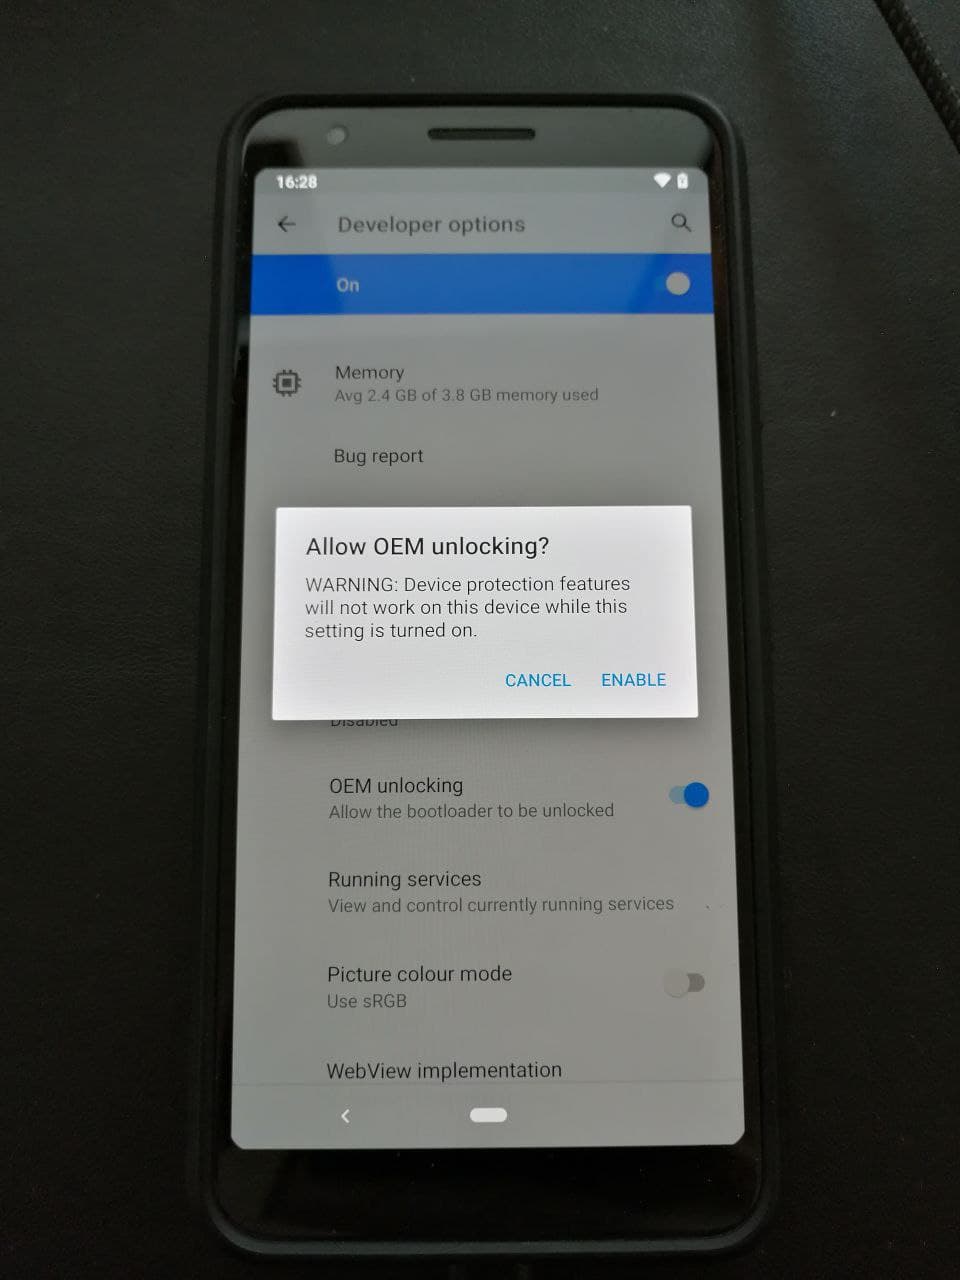 16:28
Developer options
On
Memory
Avg 2.4 GB of 3.8 GB memory used
Bug report
Allow OEM unlocking?
WARNING: Device protection features
will not work on this device while this
setting is turned on.
CANCEL ENABLE
Disabled
OEM unlocking
Allow the bootloader to be unlocked
Running services
View and control currently running services
Picture colour mode
Use sRGB
WebView implementation